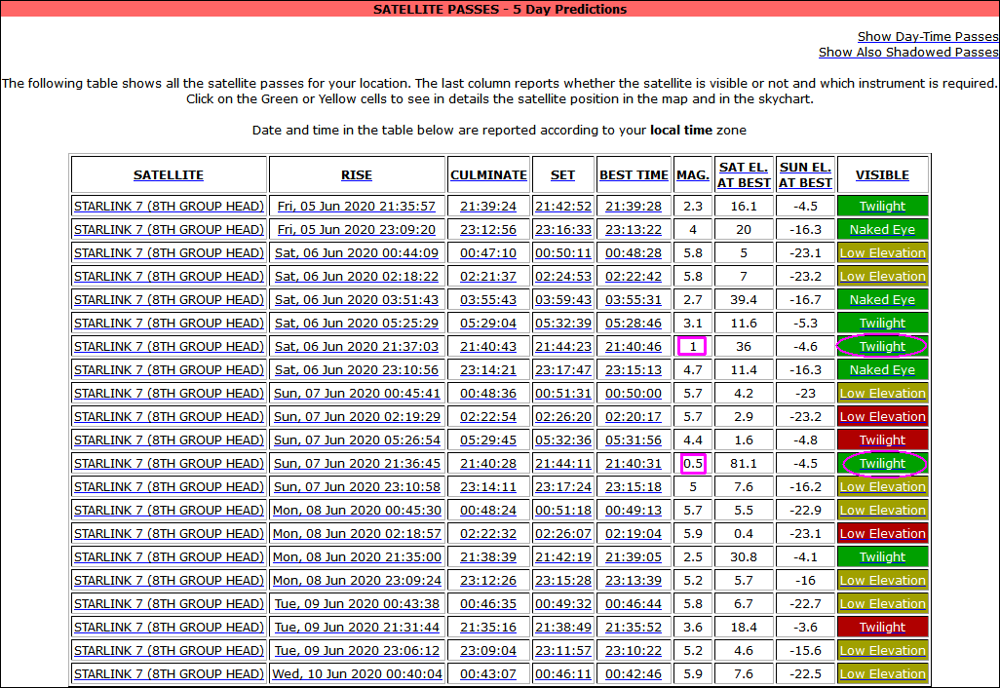 SATELLITE PASSES - 5 Day Predictions
Show Day-Time Passes
Show Also Shadowed Passes
The following table shows all the satellite passes for your location. The last column reports whether the satellite is visible or not and which instrument is required.
Click on the Green or Yellow cells to see in details the satellite position in the map and in the skychart.
Date and time in the table below are reported according to your local time zone
SATELLITE RISE CULMINATE SET BEST TIME MAG. SAT EL. AT BEST SUN EL. AT BEST VISIBLE
STARLINK 7 (8TH GROUP HEAD) Fri, 05 Jun 2020 21:35:57 21:39:24 21:42:52 21:39:28 2.3 16.1 -4.5 Twilight
STARLINK 7 (8TH GROUP HEAD) Fri, 05 Jun 2020 23:09:20 23:12:56 23:16:33 23:13:22 4 20 -16.3 Naked Eye
STARLINK 7 (8TH GROUP HEAD) Sat, 06 Jun 2020 00:44:09 00:47:10 00:50:11 00:48:28 5.8 5 -23.1 Low Elevation
STARLINK 7 (8TH GROUP HEAD) Sat, 06 Jun 2020 02:18:22 02:21:37 02:24:53 02:22:42 5.8 7 -23.2 Low Elevation
STARLINK 7 (8TH GROUP HEAD) Sat, 06 Jun 2020 03:51:43 03:55:43 03:59:43 03:55:31 2.7 39.4 -16.7 Naked Eye
STARLINK 7 (8TH GROUP HEAD) Sat, 06 Jun 2020 05:25:29 05:29:04 05:32:39 05:28:46 3.1 11.6 -5.3 Twilight
STARLINK 7 (8TH GROUP HEAD) Sat, 06 Jun 2020 21:37:03 21:40:43 21:44:23 21:40:46 1 36 -4.6 Twilight
STARLINK 7 (8TH GROUP HEAD) Sat, 06 Jun 2020 23:10:56 23:14:21 23:17:47 23:15:13 4.7 11.4 -16.3 Naked Eye
STARLINK 7 (8TH GROUP HEAD) Sun, 07 Jun 2020 00:45:41 00:48:36 00:51:31 00:50:00 5.7 4.2 -23 Low Elevation
STARLINK 7 (8TH GROUP HEAD) Sun, 07 Jun 2020 02:19:29 02:22:54 02:26:20 02:20:17 5.7 2.9 -23.2 Low Elevation
STARLINK 7 (8TH GROUP HEAD) Sun, 07 Jun 2020 05:26:54 05:29:45 05:32:36 05:31:56 4.4 1.6 -4.8 Twilight
STARLINK 7 (8TH GROUP HEAD) Sun, 07 Jun 2020 21:36:45 21:40:28 21:44:11 21:40:31 0.5 81.1 -4.5 Twilight
STARLINK 7 (8TH GROUP HEAD) Sun, 07 Jun 2020 23:10:58 23:14:11 23:17:24 23:15:18 5 7.6 -16.2 Low Elevation
STARLINK 7 (8TH GROUP HEAD) Mon, 08 Jun 2020 00:45:30 00:48:24 00:51:18 00:49:13 5.7 5.5 -22.9 Low Elevation
STARLINK 7 (8TH GROUP HEAD) Mon, 08 Jun 2020 02:18:57 02:22:32 02:26:07 02:19:04 5.9 0.4 -23.1 Low Elevation
STARLINK 7 (8TH GROUP HEAD) Mon, 08 Jun 2020 21:35:00 21:38:39 21:42:19 21:39:05 2.5 30.8 -4.1 Twilight
STARLINK 7 (8TH GROUP HEAD) Mon, 08 Jun 2020 23:09:24 23:12:26 23:15:28 23:13:39 5.2 5.7 -16 Low Elevation
STARLINK 7 (8TH GROUP HEAD) Tue, 09 Jun 2020 00:43:38 00:46:35 00:49:32 00:46:44 5.8 6.7 -22.7 Low Elevation
STARLINK 7 (8TH GROUP HEAD) Tue, 09 Jun 2020 21:31:44 21:35:16 21:38:49 21:35:52 3.6 18.4 -3.6 Twilight
STARLINK 7 (8TH GROUP HEAD) Tue, 09 Jun 2020 23:06:12 23:09:04 23:11:57 23:10:22 5.2 4.6 -15.6 Low Elevation
STARLINK 7 (8TH GROUP HEAD) Wed, 10 Jun 2020 00:40:04 00:43:07 00:46:11 00:42:46 5.9 7.6 -22.5 Low Elevation